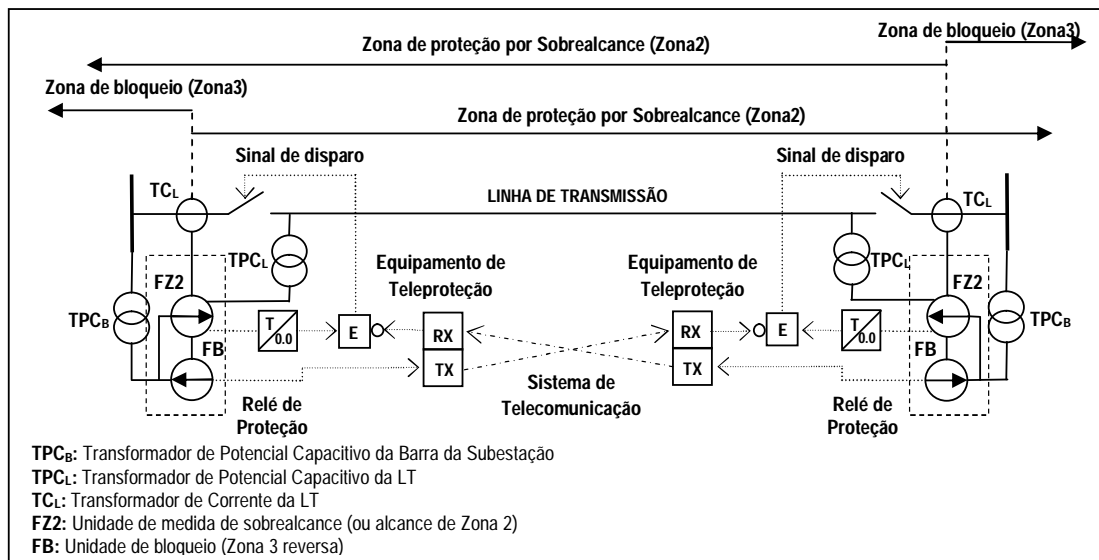 Zona de bloqueio (Zona3)
Zona de proteção por Sobrealcance (Zona2)
Zona de bloqueio (Zona3)
Zona de proteção por Sobrealcance (Zona2)
Sinal de disparo
Sinal de disparo
TCL
LINHA DE TRANSMISSÃO
TCL
TPCL
Equipamento de
Teleproteção
Equipamento de
Teleproteção
TPCL
FZ2
FZ2
TPCB
T
0.0
E
RX
RX
E
T
0.0
TPCB
FB
TX
TX
FB
Sistema de
Telecomunicação
Relé de
Proteção
Relé de
Proteção
TPCB: Transformador de Potencial Capacitivo da Barra da Subestação
TPCL: Transformador de Potencial Capacitivo da LT
TCL: Transformador de Corrente da LT
FZ2: Unidade de medida de sobrealcance (ou alcance de Zona 2)
FB: Unidade de bloqueio (Zona 3 reversa)